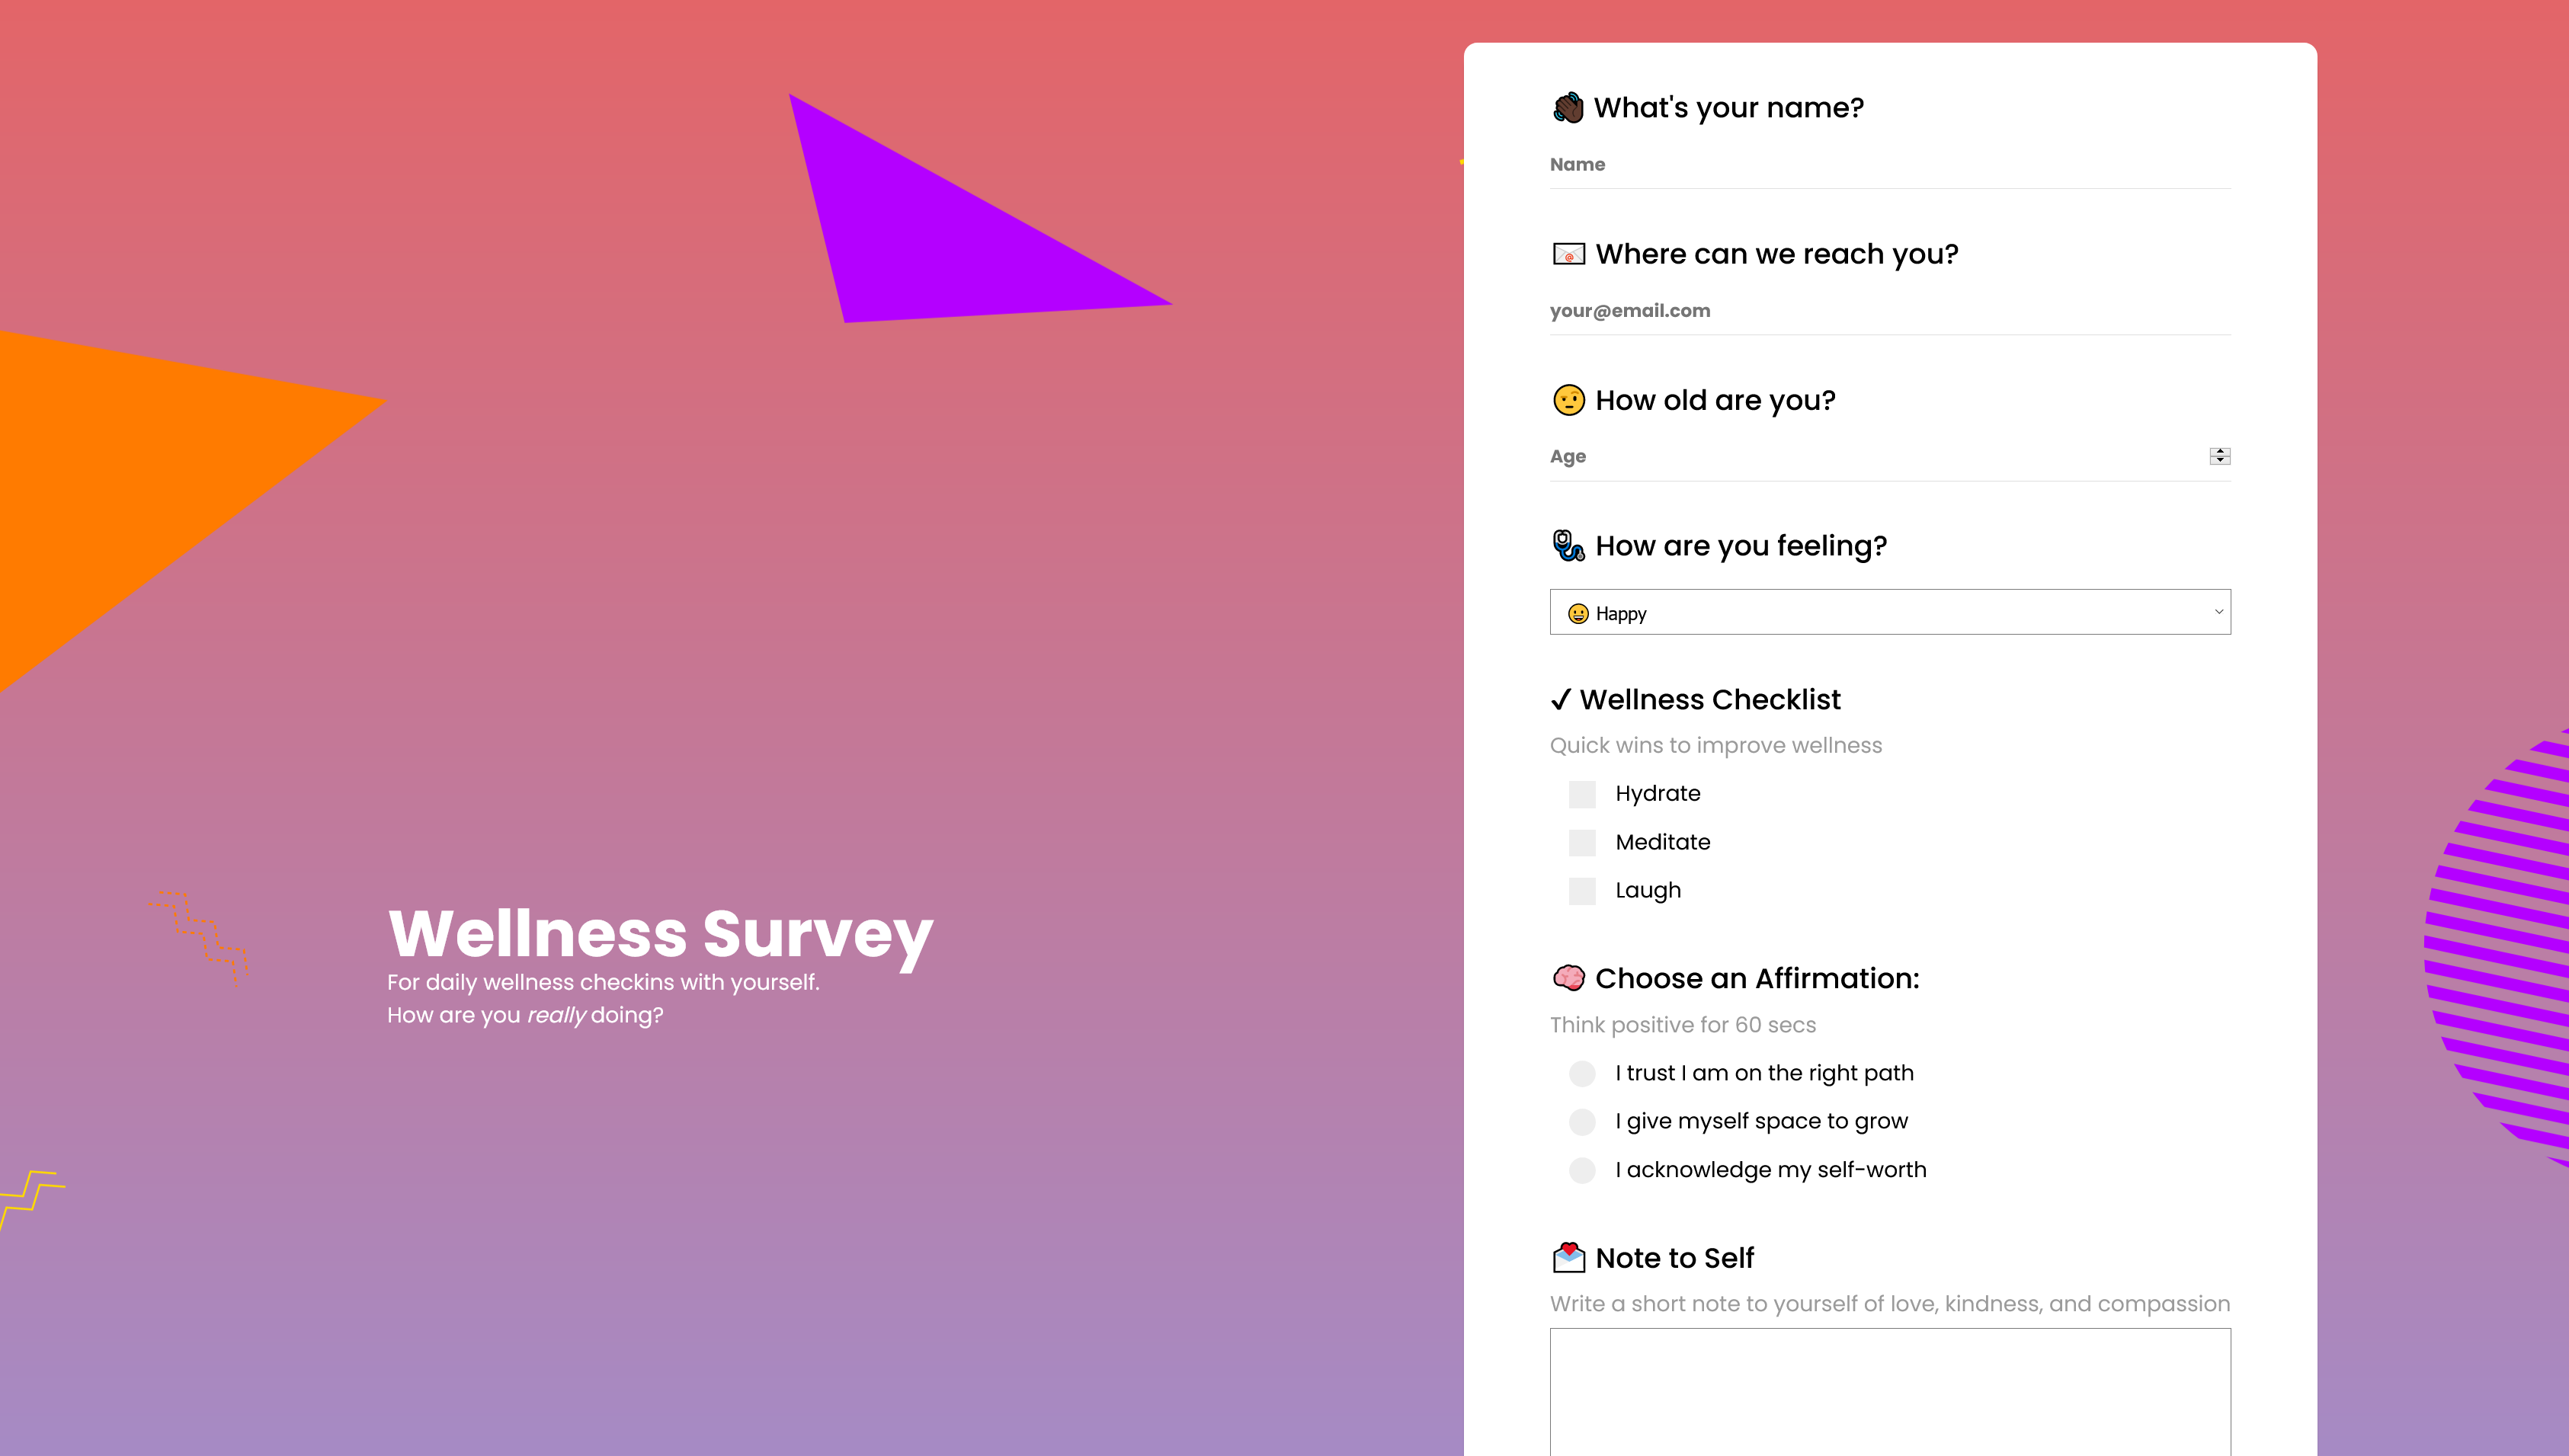 Wellness Survey
For daily wellness checkins with yourself.
How are you really doing?
👋🏿 What's your name?
Name
📧 Where can we reach you?
your@email.com
🤨 How old are you?
Age
🩺 How are you feeling?
😀 Happy
✓ Wellness Checklist
Quick wins to improve wellness
Hydrate
Meditate
Laugh
🧠 Choose an Affirmation:
Think positive for 60 secs
I trust I am on the right path
I give myself space to grow
I acknowledge my self-worth
💌 Note to Self
Write a short note to yourself of love, kindness, and compassion